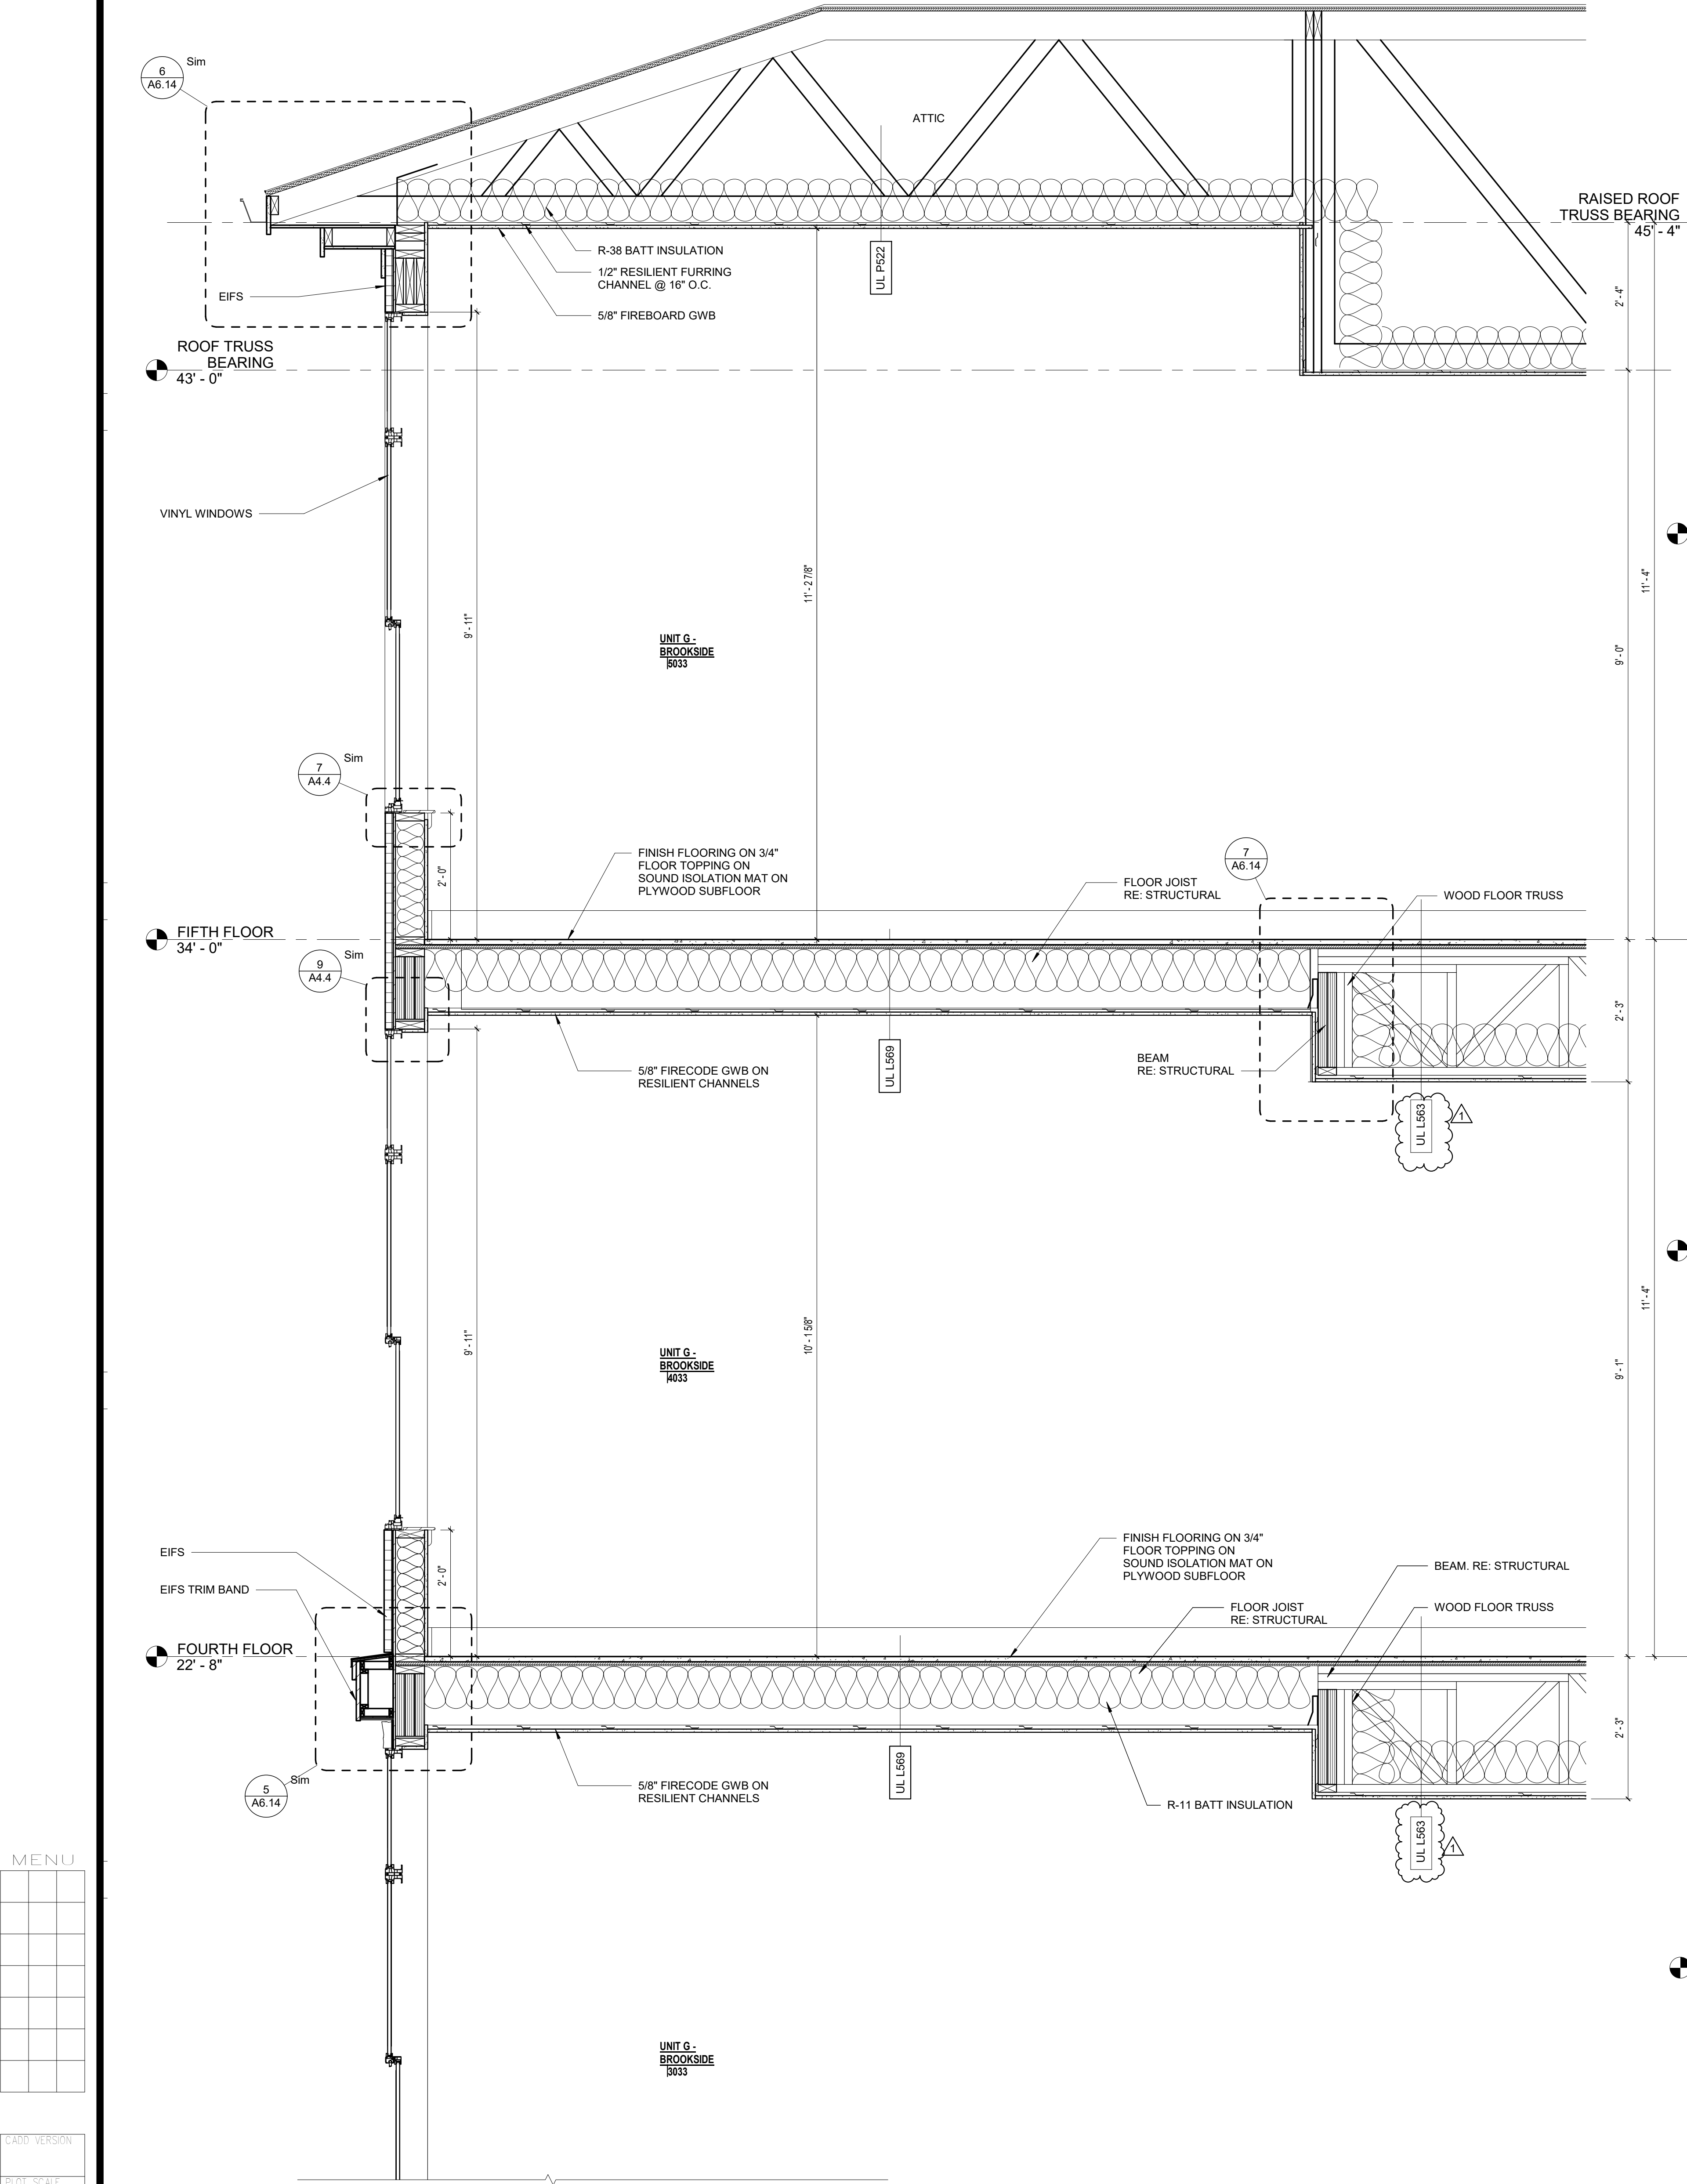 6
A6.14
Sim
ATTIC
RAISED ROOF
TRUSS BEARING
45' - 4"
R-38 BATT INSULATION
1/2" RESILIENT FURRING
CHANNEL @ 16" O.C.
5/8" FIREBOARD GWB
UL P522
EIFS
2' - 4"
ROOF TRUSS
BEARING
43' - 0"
VINYL WINDOWS
9' - 11"
11' - 2 7/8"
11' - 4"
9' - 0"
UNIT G -
BROOKSIDE
5033
7
A4.4
Sim
2' - 0"
FINISH FLOORING ON 3/4"
FLOOR TOPPING ON
SOUND ISOLATION MAT ON
PLYWOOD SUBFLOOR
7
A6.14
FLOOR JOIST
RE: STRUCTURAL
WOOD FLOOR TRUSS
FIFTH FLOOR
34' - 0"
9
A4.4
Sim
2' - 3"
5/8" FIRECODE GWB ON
RESILIENT CHANNELS
UL L569
BEAM
RE: STRUCTURAL
UL L563
1
9' - 11"
10' - 1 5/8"
11' - 4"
9' - 1"
UNIT G -
BROOKSIDE
4033
EIFS
EIFS TRIM BAND
2' - 0"
FINISH FLOORING ON 3/4"
FLOOR TOPPING ON
SOUND ISOLATION MAT ON
PLYWOOD SUBFLOOR
BEAM. RE: STRUCTURAL
FLOOR JOIST
RE: STRUCTURAL
WOOD FLOOR TRUSS
FOURTH FLOOR
22' - 8"
2' - 3"
5
A6.14
Sim
5/8" FIRECODE GWB ON
RESILIENT CHANNELS
UL L569
R-11 BATT INSULATION
UL L563
1
MENU
UNIT G -
BROOKSIDE
3033
CADD VERSION
PLOT SCALE